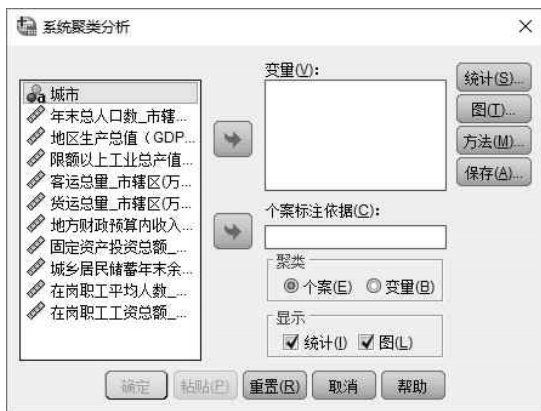 系统聚类分析
城市
年末总人口数_市辖...
地区生产总值（GDP...
限额以上工业总产值...
客运总量_市辖区(万...
货运总量_市辖区(万...
地方财政预算内收入...
固定资产投资总额_...
城乡居民储蓄年末余...
在岗职工平均人数_...
在岗职工工资总额_...
变量(V):
个案标注依据(C):
聚类
个案(E) 变量(B)
显示
统计(I) 图(L)
统计(S)...
图(T)...
方法(M)...
保存(A)...
确定 粘贴(P) 重置(R) 取消 帮助